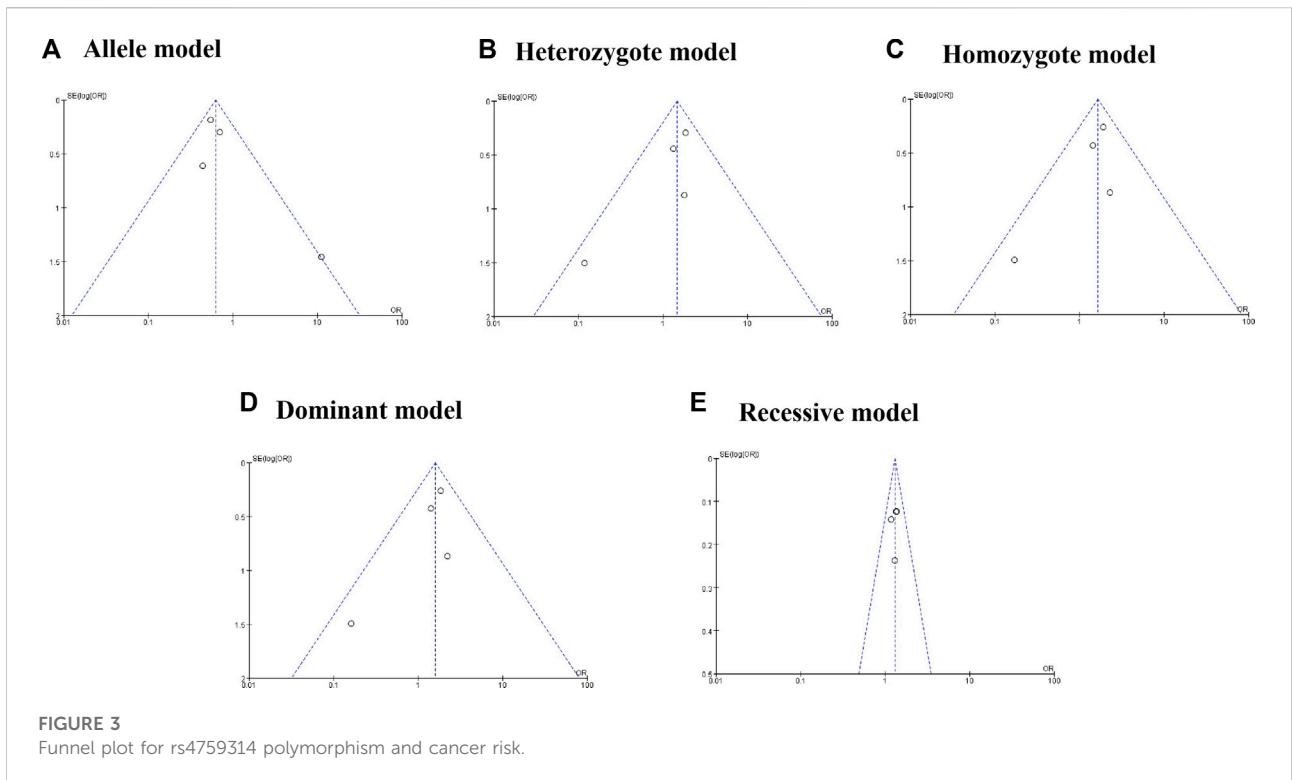 A Allele model
SE(log[OR])
0
0.5
1
1.5
2
0.01 0.1 1 10 100
OR
B Heterozygote model
SE(log[OR])
0
0.5
1
1.5
2
0.01 0.1 1 10 100
OR
C Homozygote model
SE(log[OR])
0
0.5
1
1.5
2
0.01 0.1 1 10 100
OR
D Dominant model
SE(log[OR])
0
0.5
1
1.5
2
0.01 0.1 1 10 100
OR
E Recessive model
SE(log[OR])
0
0.1
0.2
0.3
0.4
0.5
0.01 0.1 1 10 100
OR
FIGURE 3
Funnel plot for rs4759314 polymorphism and cancer risk.